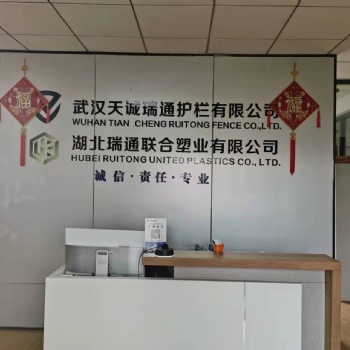 武汉天诚瑞通护栏有限公司
WUHAN TIAN CHENG RUITONG FENCE CO.,LTD.
湖北瑞通联合塑业有限公司
HUBEI RUITONG UNITED PLASTICS CO., LTD.
诚信·责任·专业
福
福